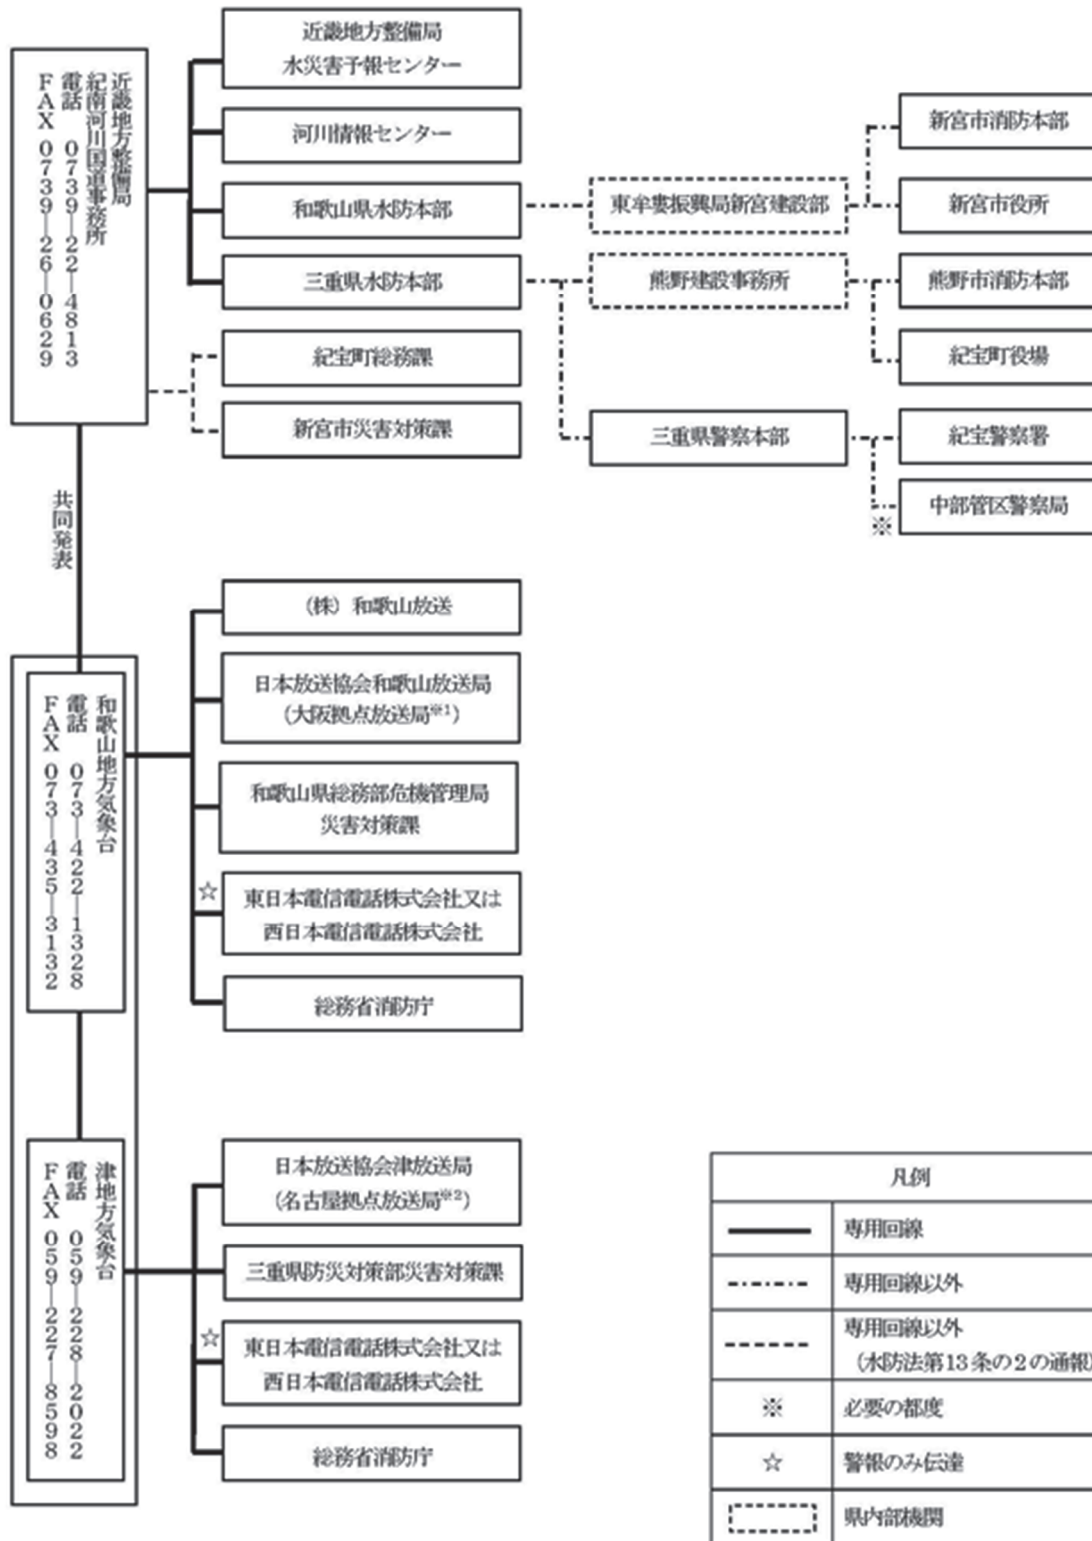 近畿地方整備局
紀南河川国道事務所
電話 0739―22―4813
FAX 0739―26―0629
近畿地方整備局
水災害予報センター
河川情報センター
和歌山県水防本部
三重県水防本部
紀宝町総務課
新宮市災害対策課
東牟婁振興局新宮建設部
熊野建設事務所
三重県警察本部
新宮市消防本部
新宮市役所
熊野市消防本部
紀宝町役場
紀宝警察署
中部管区警察局
※
共同発表
和歌山地方気象台
電話 073―422―1328
FAX 073―435―3132
(株)和歌山放送
日本放送協会和歌山放送局
(大阪拠点放送局※1)
和歌山県総務部危機管理局
災害対策課
☆
東日本電信電話株式会社又は
西日本電信電話株式会社
総務省消防庁
津地方気象台
電話 059―228―2022
FAX 059―227―8598
日本放送協会津放送局
(名古屋拠点放送局※2)
三重県防災対策部災害対策課
☆
東日本電信電話株式会社又は
西日本電信電話株式会社
総務省消防庁
凡例
専用回線
専用回線以外
専用回線以外
(水防法第13条の2の通報)
※ 必要の都度
☆ 警報のみ伝達
県内部機関